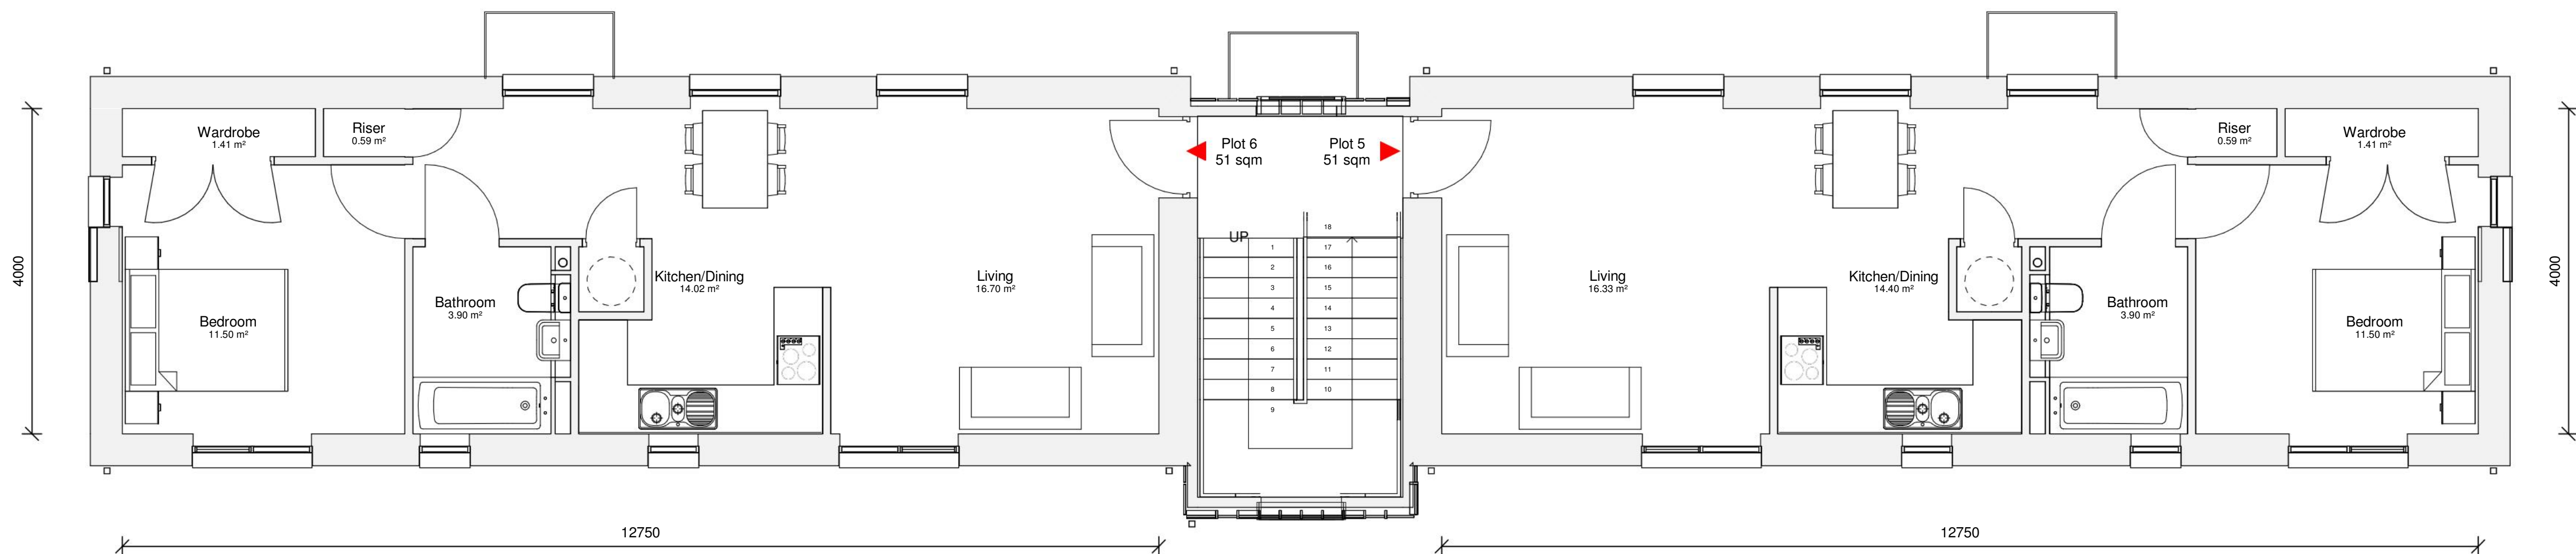 Wardrobe
1.41 m²
Riser
0.59 m²
Plot 6
51 sqm
Plot 5
51 sqm
Riser
0.59 m²
Wardrobe
1.41 m²
4000
UP
18
1
17
2
16
3
15
4
14
5
13
6
12
7
11
8
10
9
Kitchen/Dining
14.02 m²
Living
16.70 m²
Living
16.33 m²
Kitchen/Dining
14.40 m²
4000
Bathroom
3.90 m²
Bathroom
3.90 m²
Bedroom
11.50 m²
Bedroom
11.50 m²
12750
12750